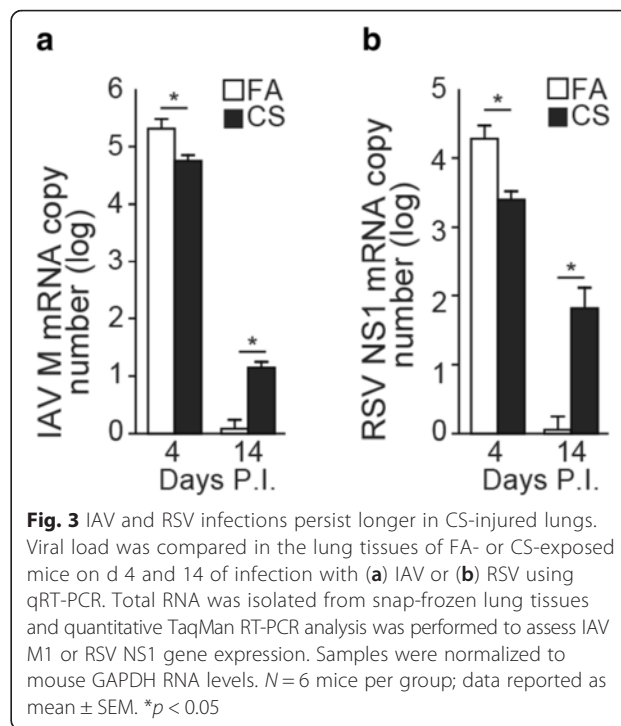 a
b
6
5
4
3
2
1
0
IAV M mRNA copy
number (log)
FA
CS
*
*
4
14
Days P.I.
5
4
3
2
1
0
RSV NS1 mRNA copy
number (log)
FA
CS
*
*
4
14
Days P.I.
Fig. 3 IAV and RSV infections persist longer in CS-injured lungs.
Viral load was compared in the lung tissues of FA- or CS-exposed
mice on d 4 and 14 of infection with (a) IAV or (b) RSV using
qRT-PCR. Total RNA was isolated from snap-frozen lung tissues
and quantitative TaqMan RT-PCR analysis was performed to assess IAV
M1 or RSV NS1 gene expression. Samples were normalized to
mouse GAPDH RNA levels. N = 6 mice per group; data reported as
mean ± SEM. *p < 0.05